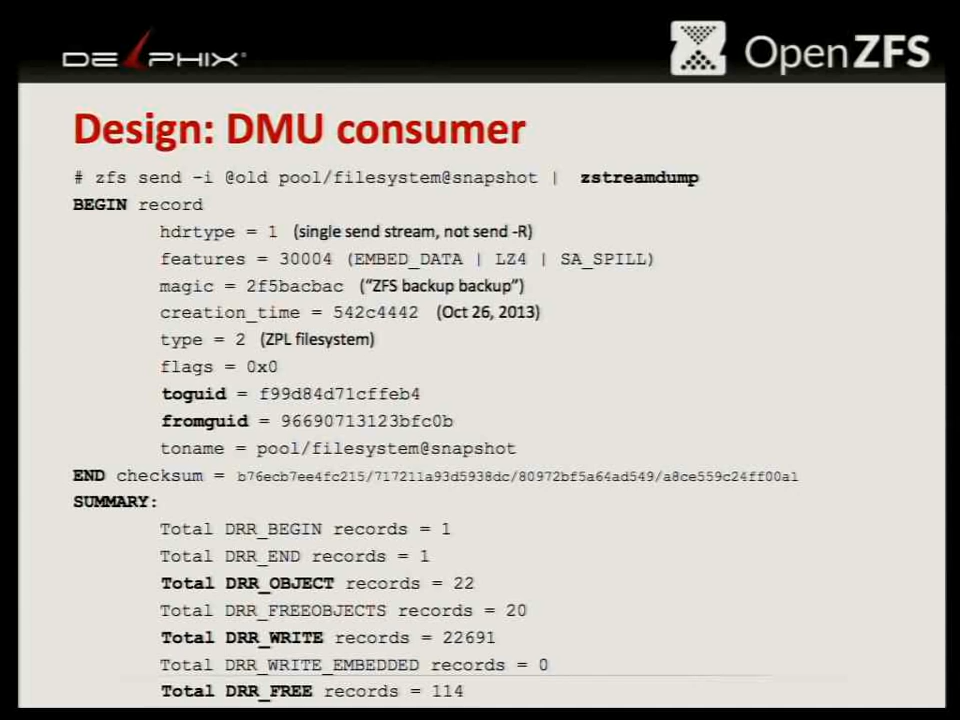 DELPHIX
OpenZFS
Design: DMU consumer
# zfs send -i @old pool/filesystem@snapshot | zstreamdump
BEGIN record
hdrtype = 1 (single send stream, not send -R)
features = 30004 (EMBED_DATA | LZ4 | SA_SPILL)
magic = 2f5bacbac (“ZFS backup backup”)
creation_time = 542c4442 (Oct 26, 2013)
type = 2 (ZPL filesystem)
flags = 0x0
toguid = f99d84d71cffeb4
fromguid = 96690713123bfc0b
toname = pool/filesystem@snapshot
END checksum = b76ecb7ee4fc215/717211a93d5938dc/80972bf5a64ad549/a8ce559c24ff00a1
SUMMARY:
Total DRR_BEGIN records = 1
Total DRR_END records = 1
Total DRR_OBJECT records = 22
Total DRR_FREEOBJECTS records = 20
Total DRR_WRITE records = 22691
Total DRR_WRITE_EMBEDDED records = 0
Total DRR_FREE records = 114